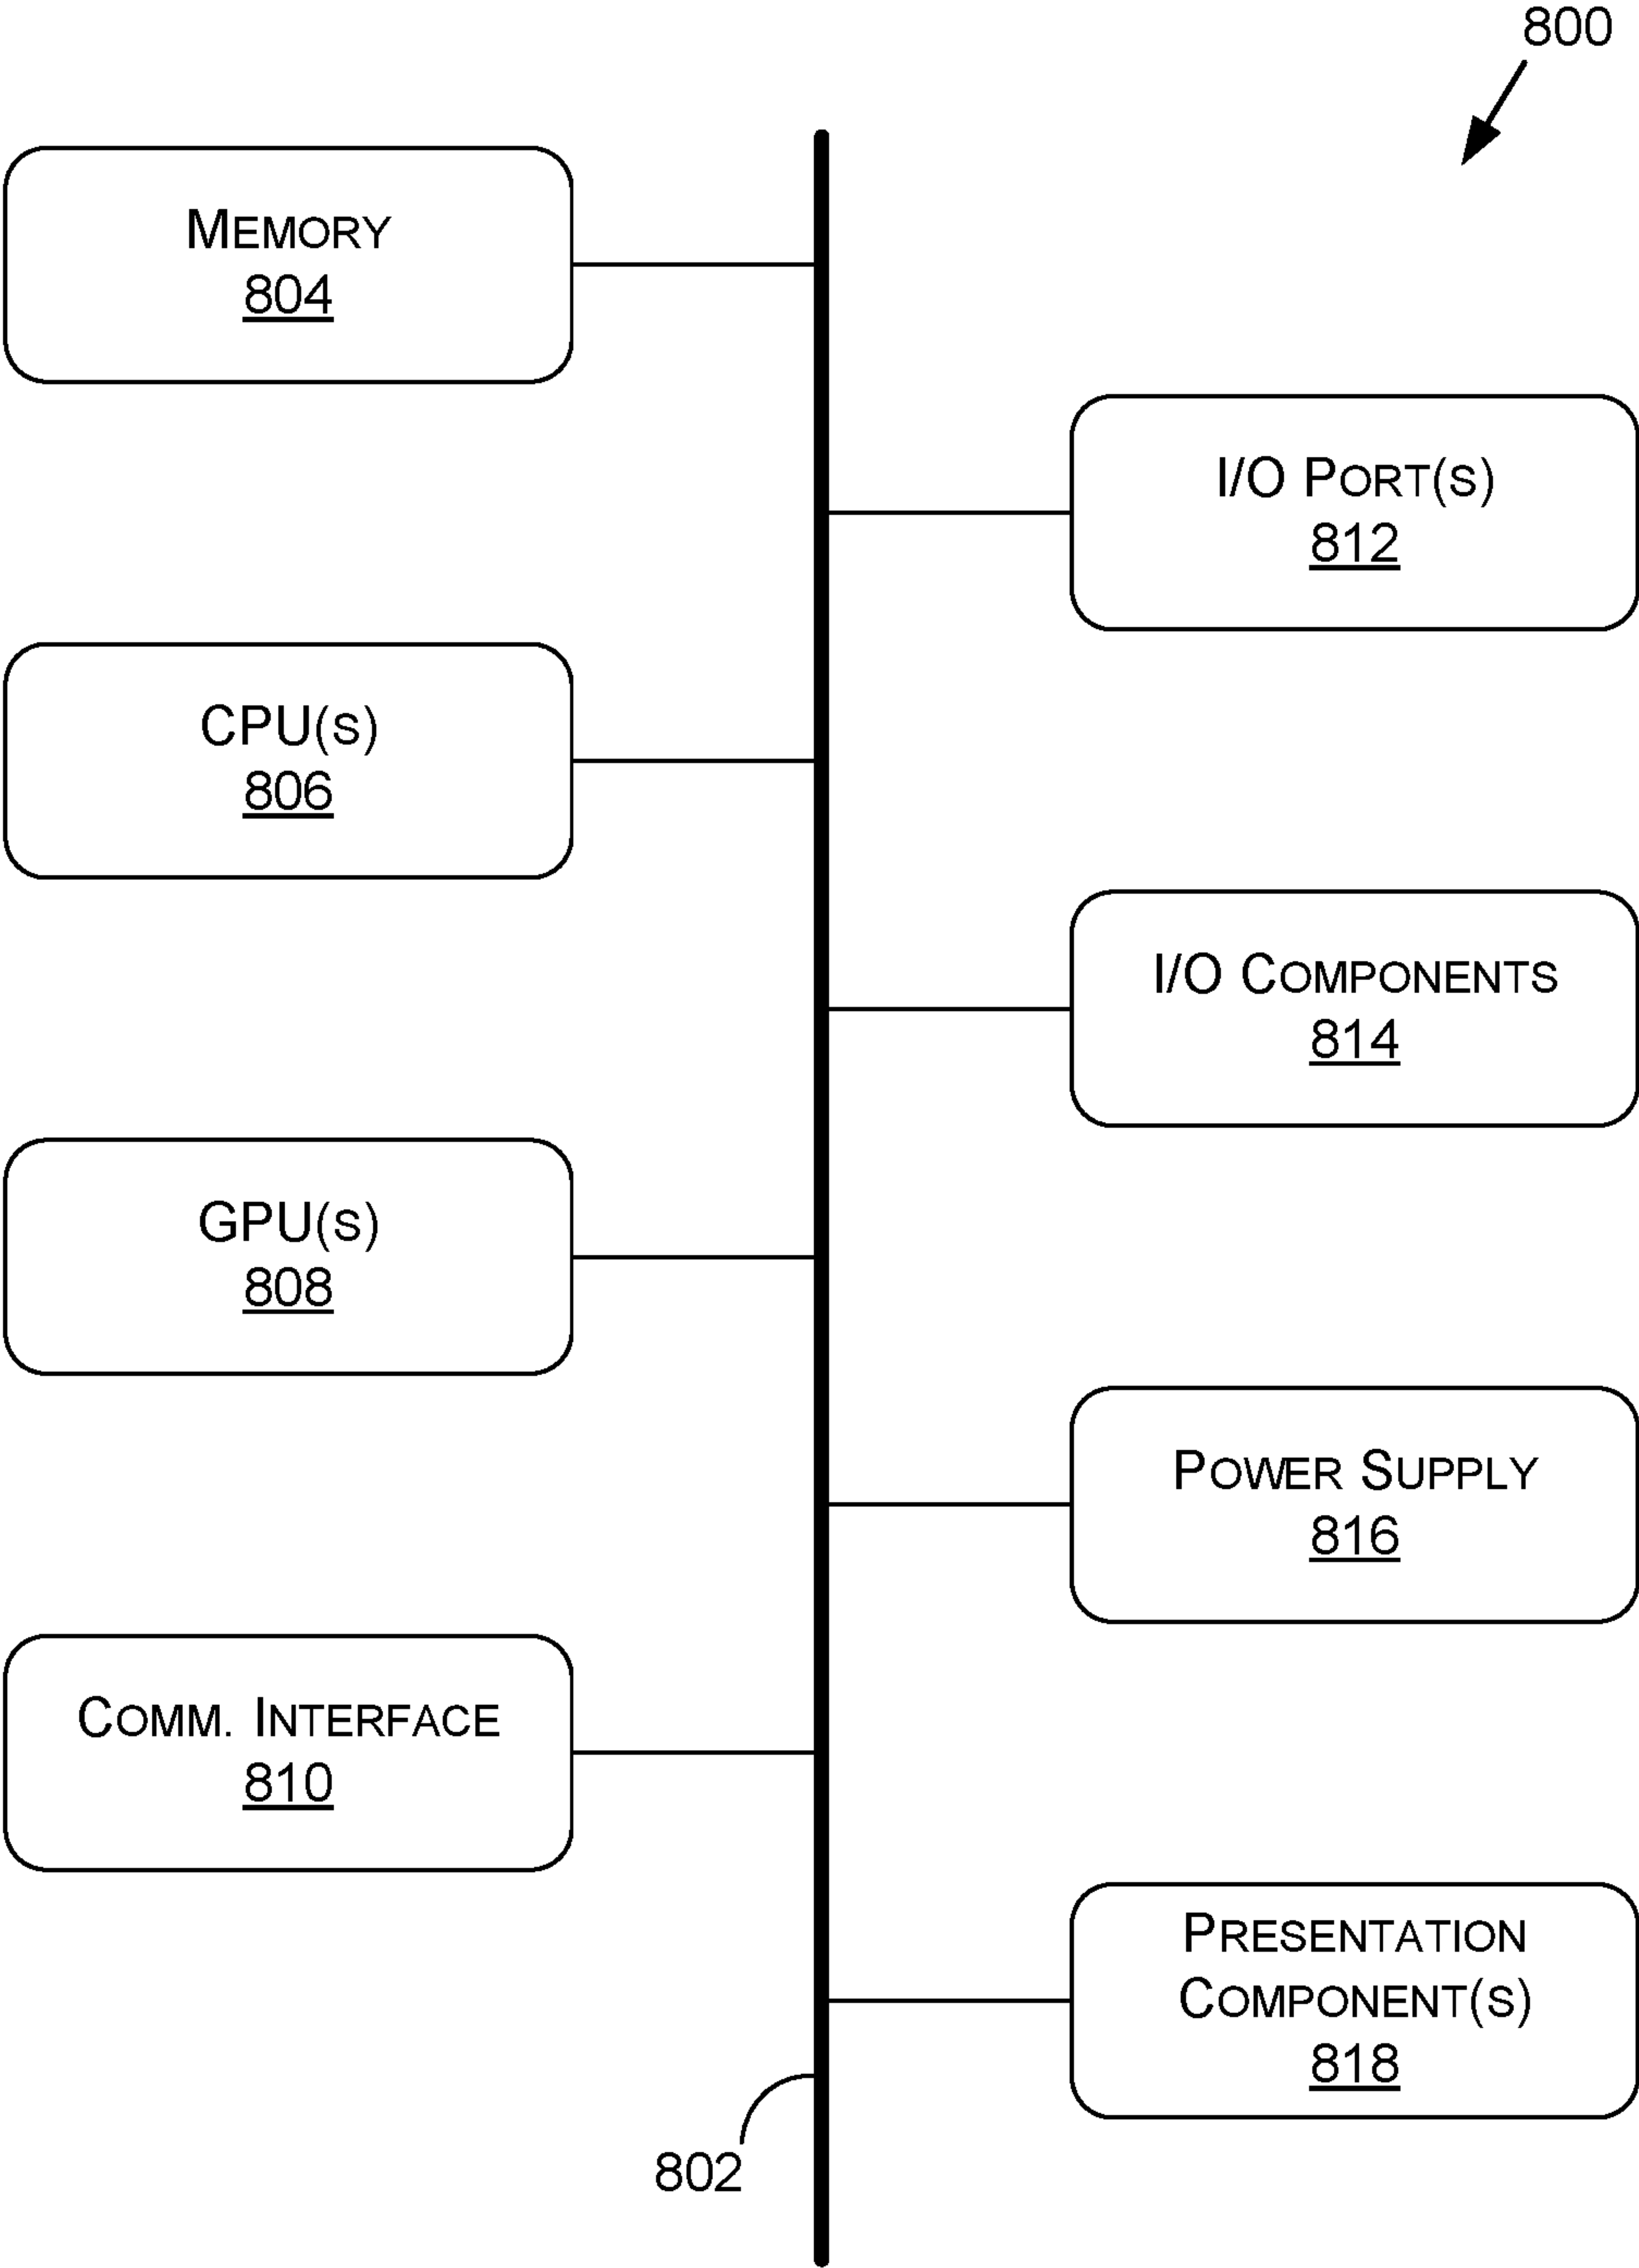 800
MEMORY
804
I/O PORT(S)
812
CPU(S)
806
I/O COMPONENTS
814
GPU(S)
808
POWER SUPPLY
816
COMM. INTERFACE
810
PRESENTATION
COMPONENT(S)
818
802